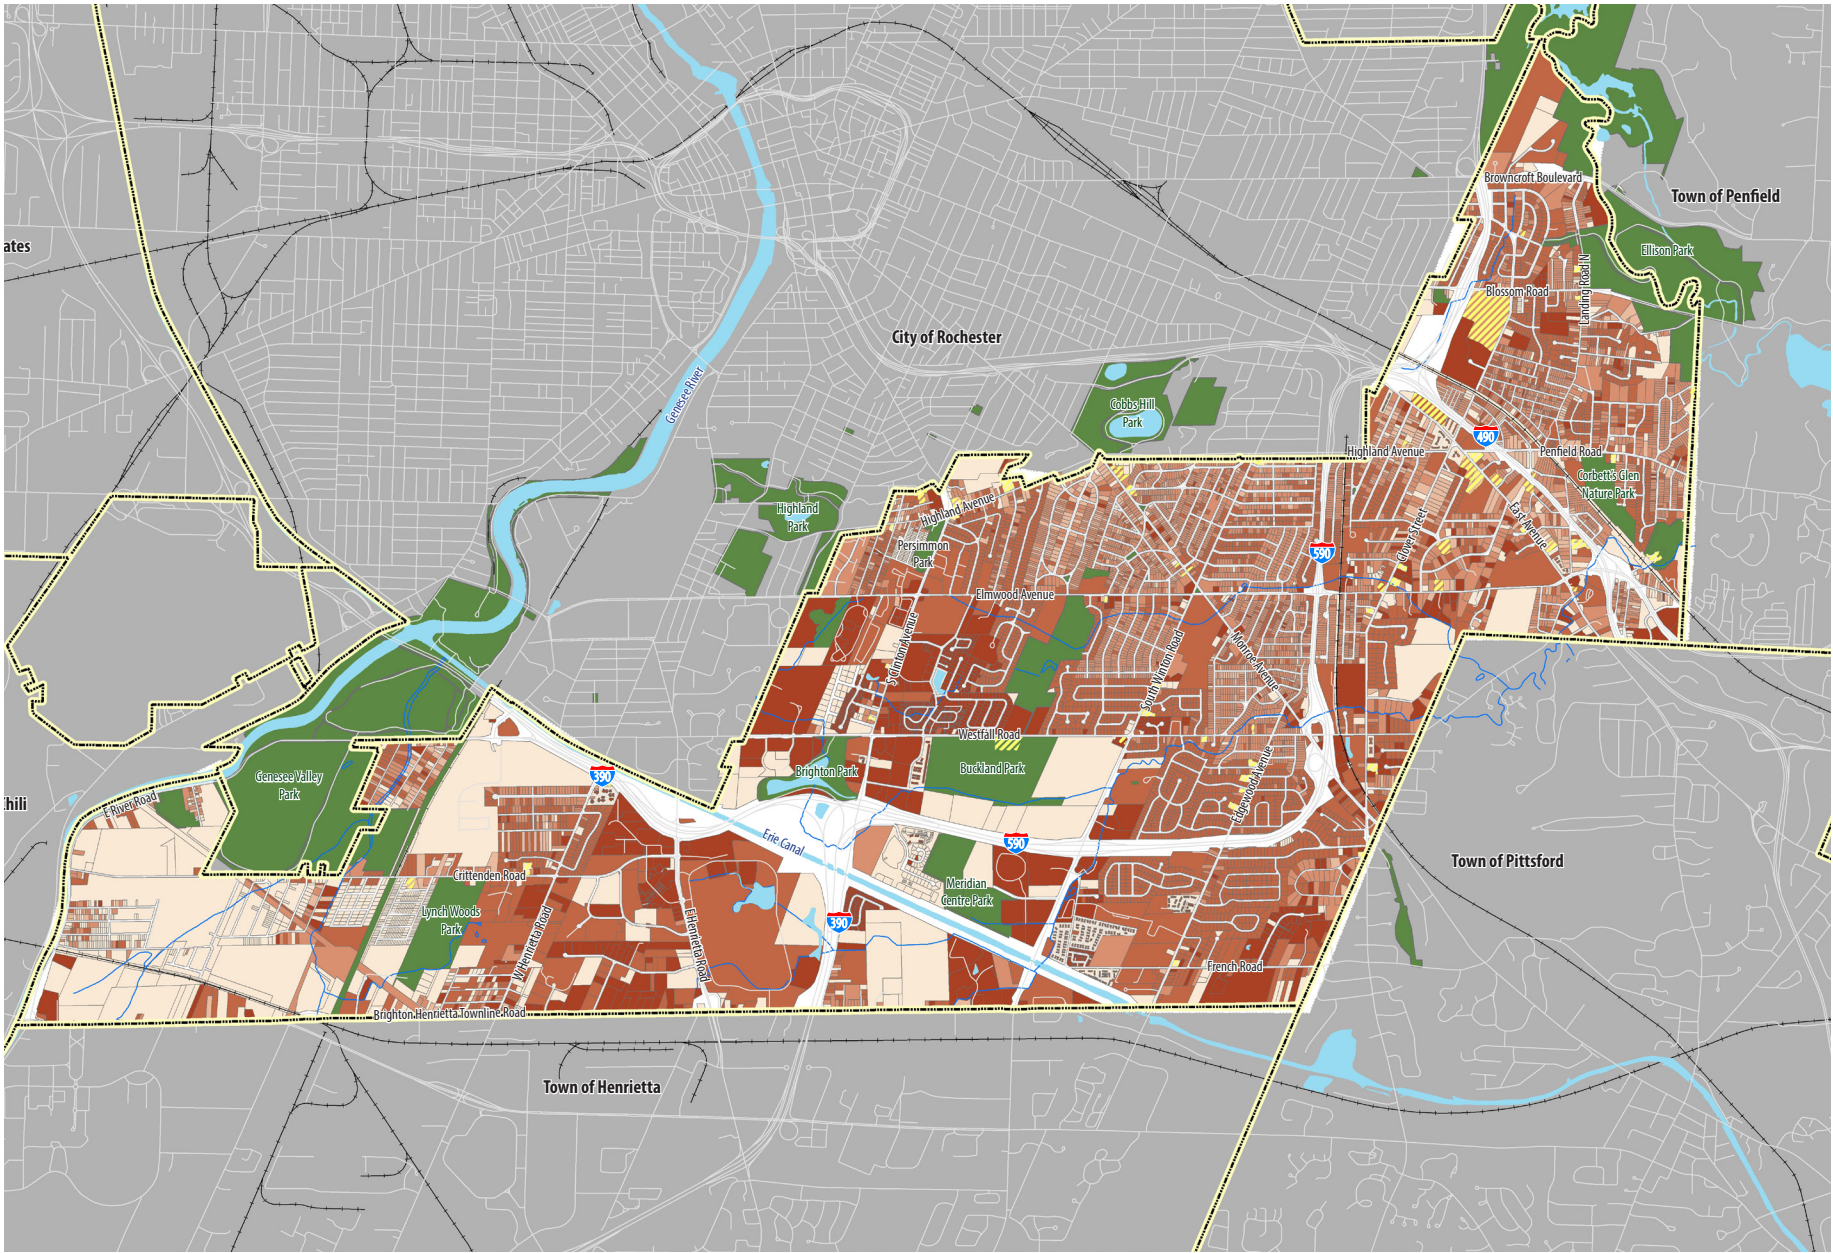 Browncroft Boulevard
Town of Penfield
ates
Ellison Park
Landing Road N
Blossom Road
City of Rochester
Genesee River
Cobbs Hill
Park
490
Highland Avenue
Penfield Road
Corbett's Glen
Nature Park
Highland
Park
Highland Avenue
East Avenue
Clover Street
590
Persimmon
Park
Elmwood Avenue
S Clinton Avenue
South Winton Road
Monroe Avenue
Westfall Road
Genesee Valley
Park
390
Brighton Park
Buckland Park
Edgewood Avenue
E River Road
hili
Erie Canal
590
Town of Pittsford
Crittenden Road
Meridian
Centre Park
Lynch Woods
Park
W Henrietta Road
E Henrietta Road
390
French Road
Brighton Henrietta Townline Road
Town of Henrietta